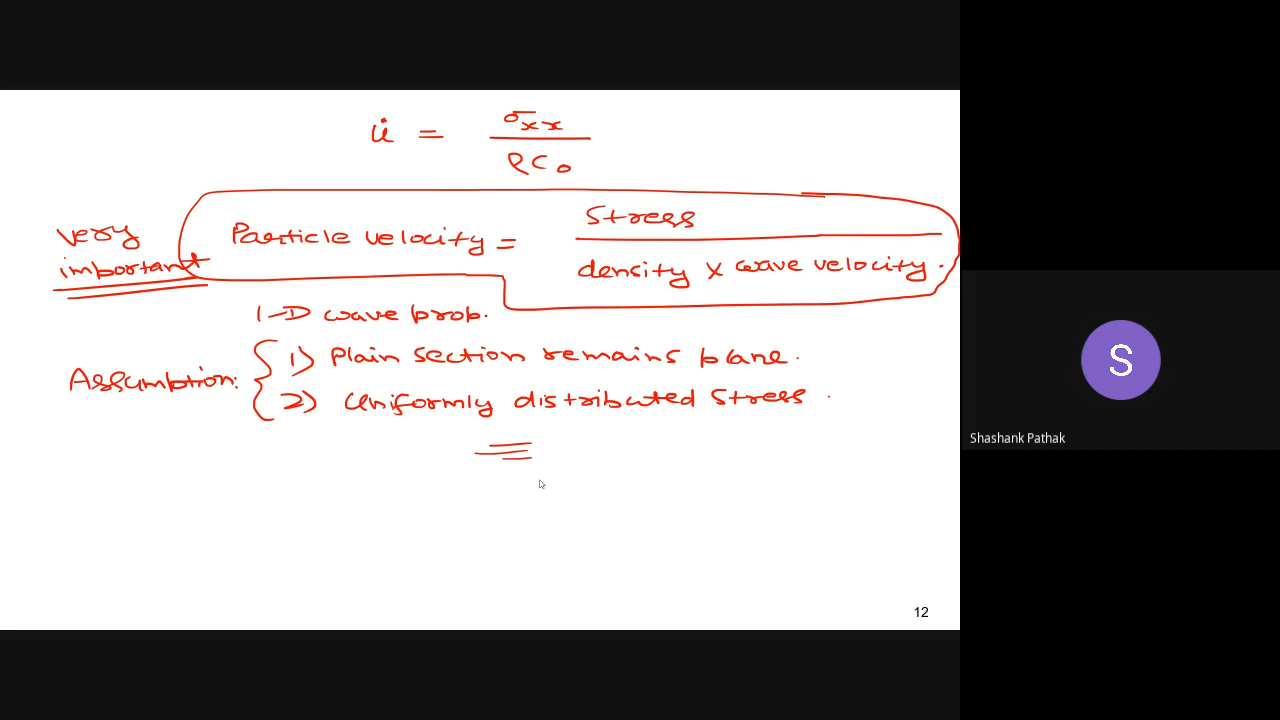 u̇ = σxx / ρC₀
Particle velocity = Stress / density x wave velocity.
very important
1-D wave prob.
Assumption:
1) Plain section remains plane.
2) Uniformly distributed stress.
S
Shashank Pathak
12